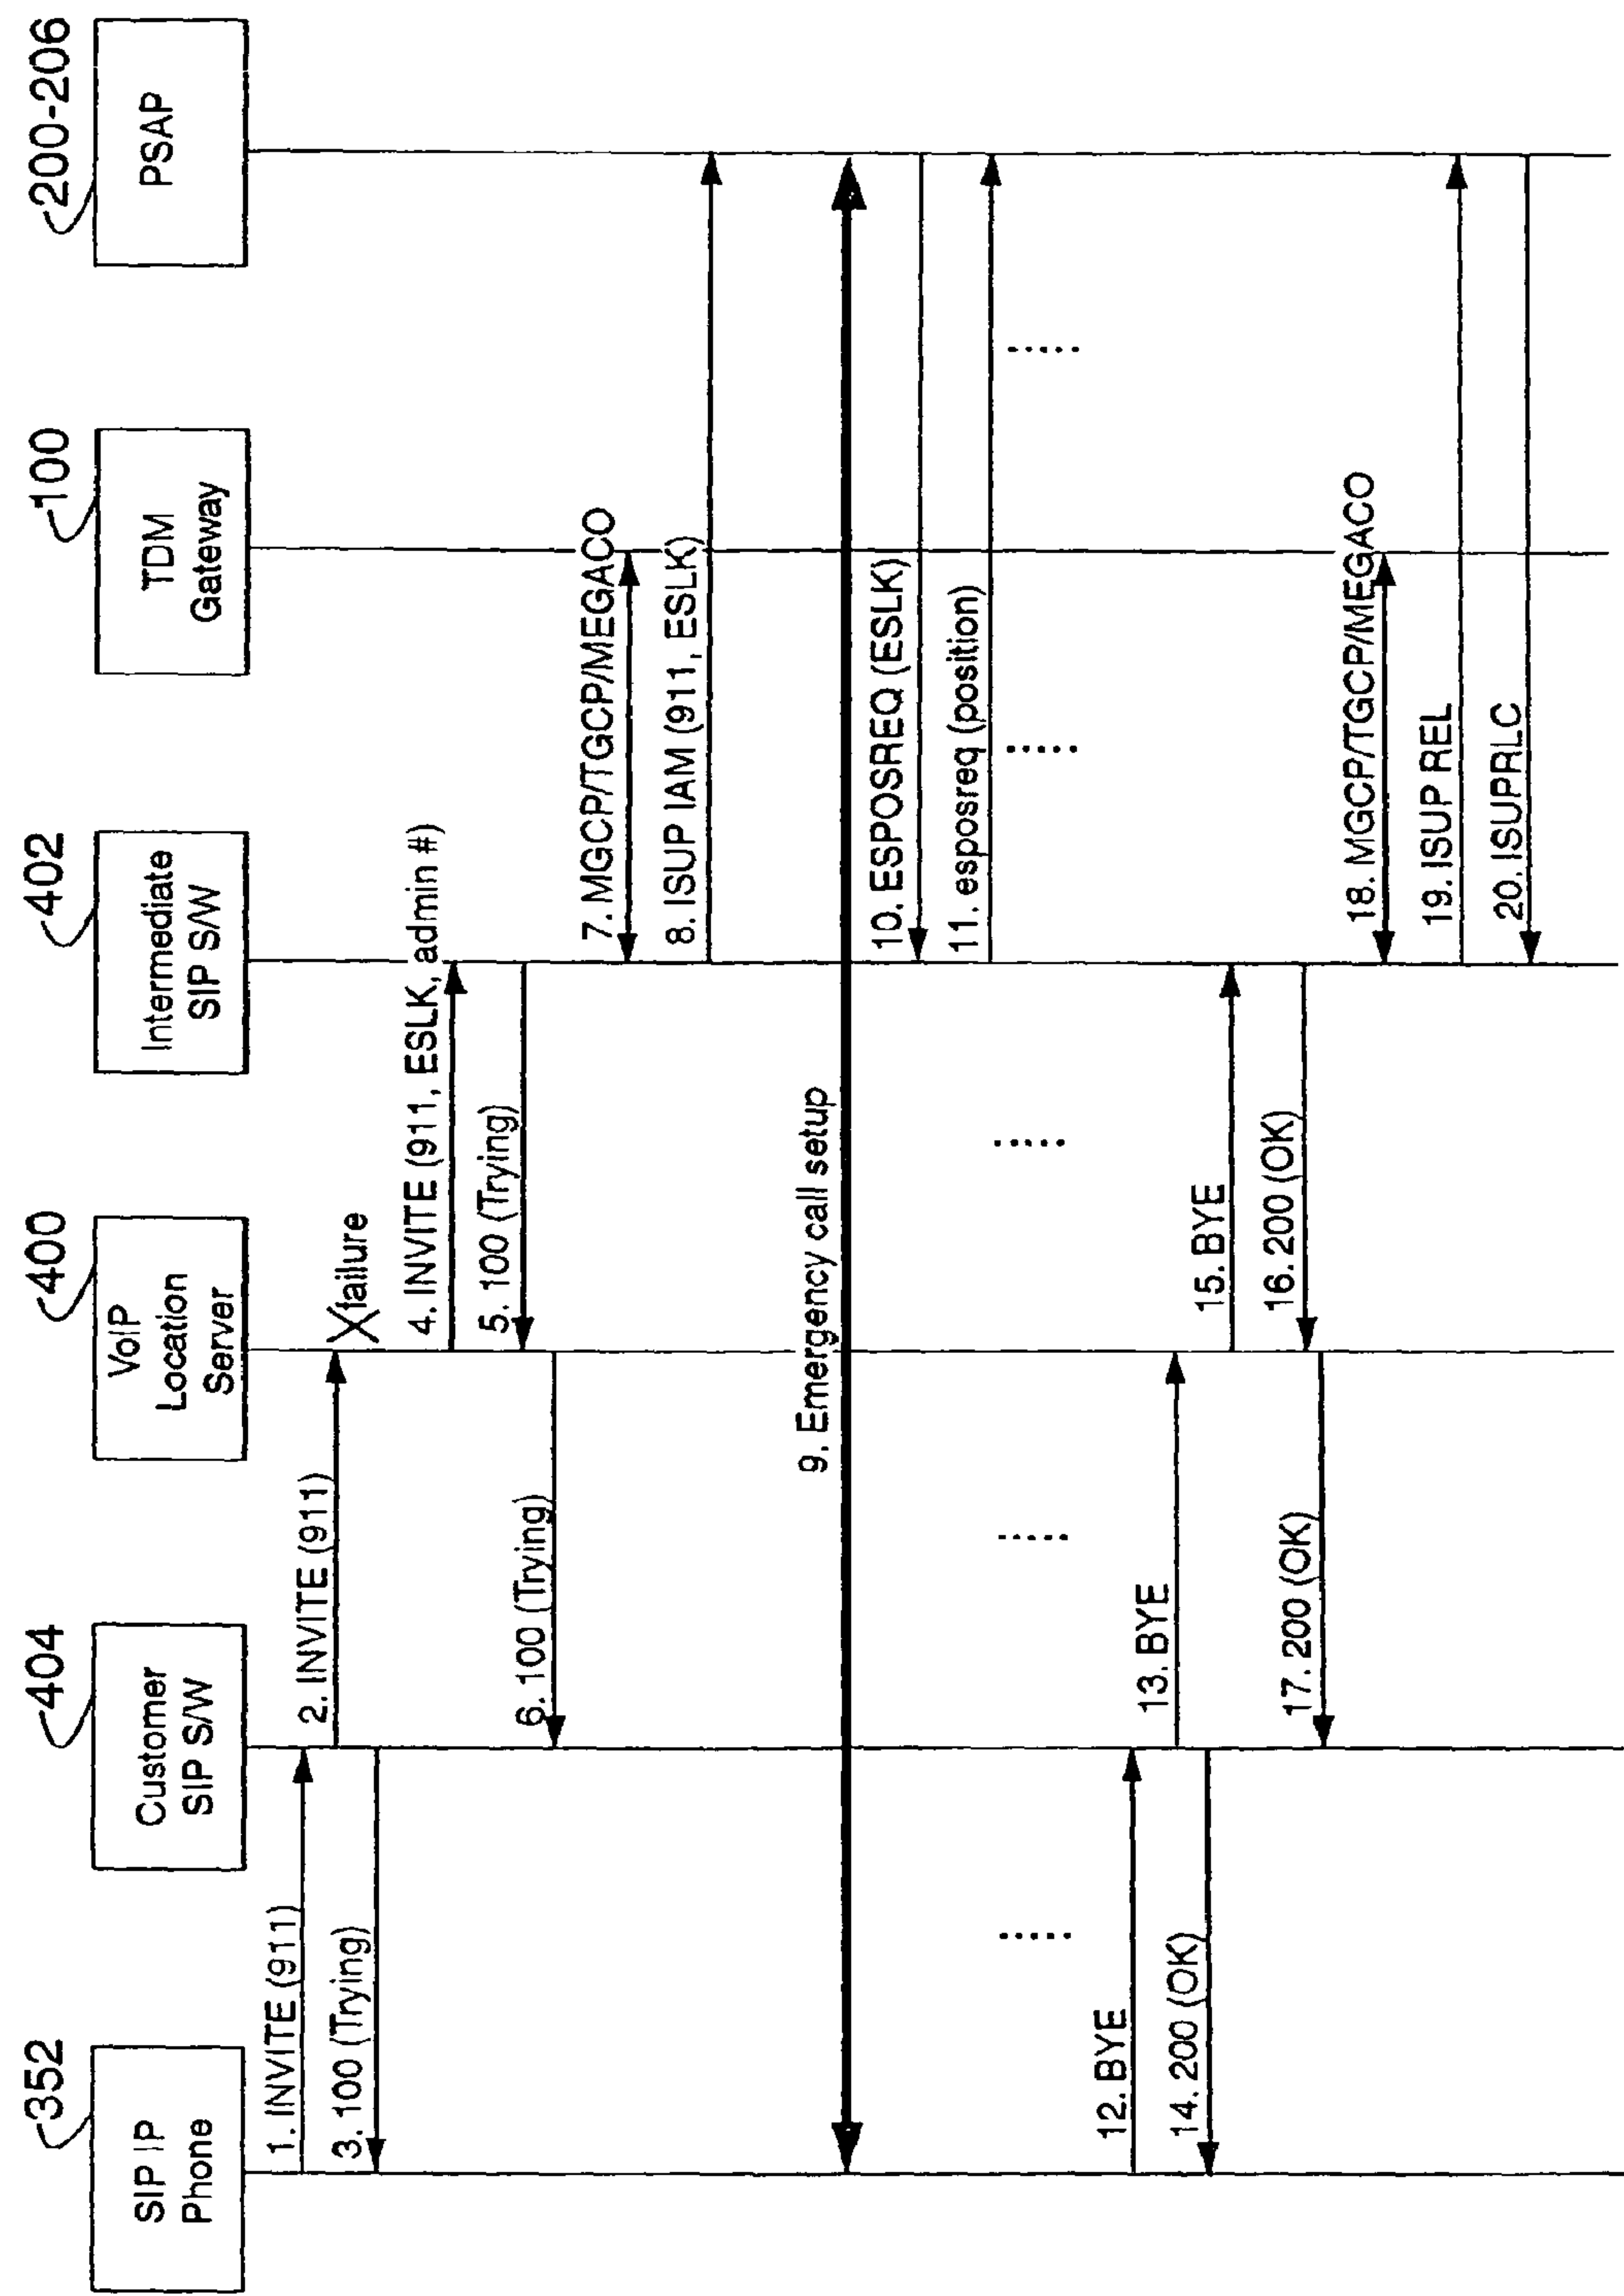 352
SIP IP
Phone
404
Customer
SIP S/W
400
VoIP
Location
Server
402
Intermediate
SIP S/W
100
TDM
Gateway
200-206
PSAP
1. INVITE (911)
2. INVITE (911)
failure
3. 100 (Trying)
4. INVITE (911, ESLK, admin #)
5. 100 (Trying)
6. 100 (Trying)
7. MGCP/TGCP/MEGACO
8. ISUP IAM (911, ESLK)
9. Emergency call setup
10. ESPOSREQ (ESLK)
11. esposreq (position)
.....
.....
.....
.....
.....
12. BYE
13. BYE
14. 200 (OK)
15. BYE
16. 200 (OK)
17. 200 (OK)
18. MGCP/TGCP/MEGACO
19. ISUP REL
20. ISUPRLC